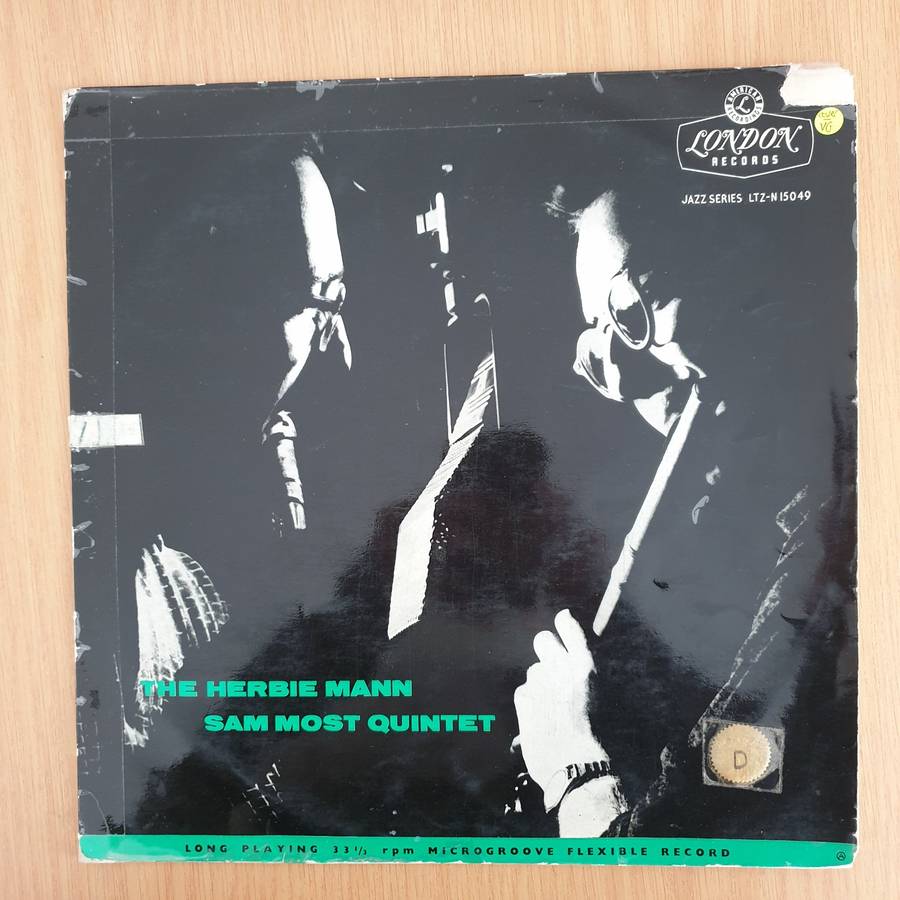 AMERICAN RECORDINGS
L
LONDON
RECORDS
VG
JAZZ SERIES LTZ-N 15049
THE HERBIE MANN
SAM MOST QUINTET
D
LONG PLAYING 33⅓ rpm MiCROGROOVE FLEXIBLE RECORD
A